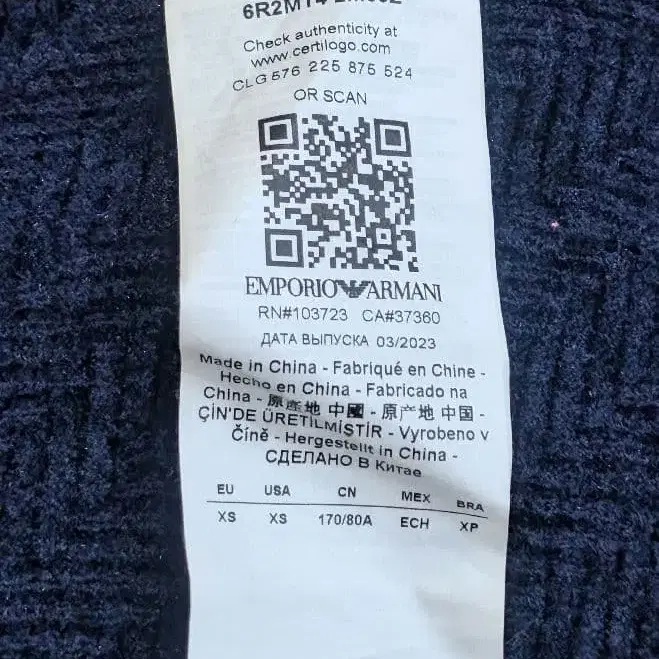 6R2MT4
Check authenticity at
www.certilogo.com
CLG 576 225 875 524
OR SCAN
EMPORIO ARMANI
RN#103723 CA#37360
ДАТА ВЫПУСКА 03/2023
Made in China - Fabriqué en Chine -
Hecho en China - Fabricado na
China - 原產地 中國 - 原产地 中国 -
ÇİN'DE ÜRETİLMİŞTİR - Vyrobeno v
Číně - Hergestellt in China -
СДЕЛАНО В Китае
EU USA CN MEX BRA
XS XS 170/80A ECH XP